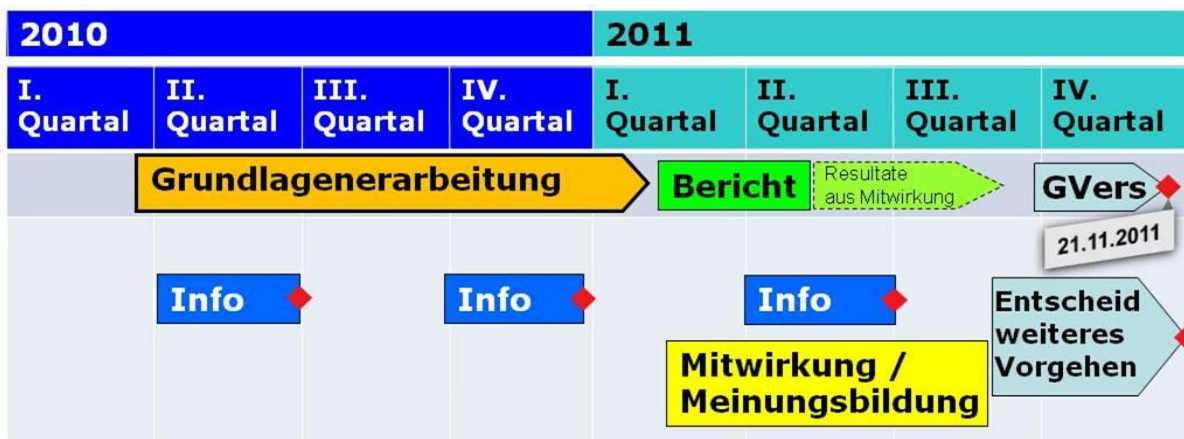 2010
2011
I.
Quartal
II.
Quartal
III.
Quartal
IV.
Quartal
I.
Quartal
II.
Quartal
III.
Quartal
IV.
Quartal
Grundlagenerarbeitung
Bericht
Resultate
aus Mitwirkung
GVers
21.11.2011
Info
Info
Info
Entscheid
weiteres
Vorgehen
Mitwirkung /
Meinungsbildung